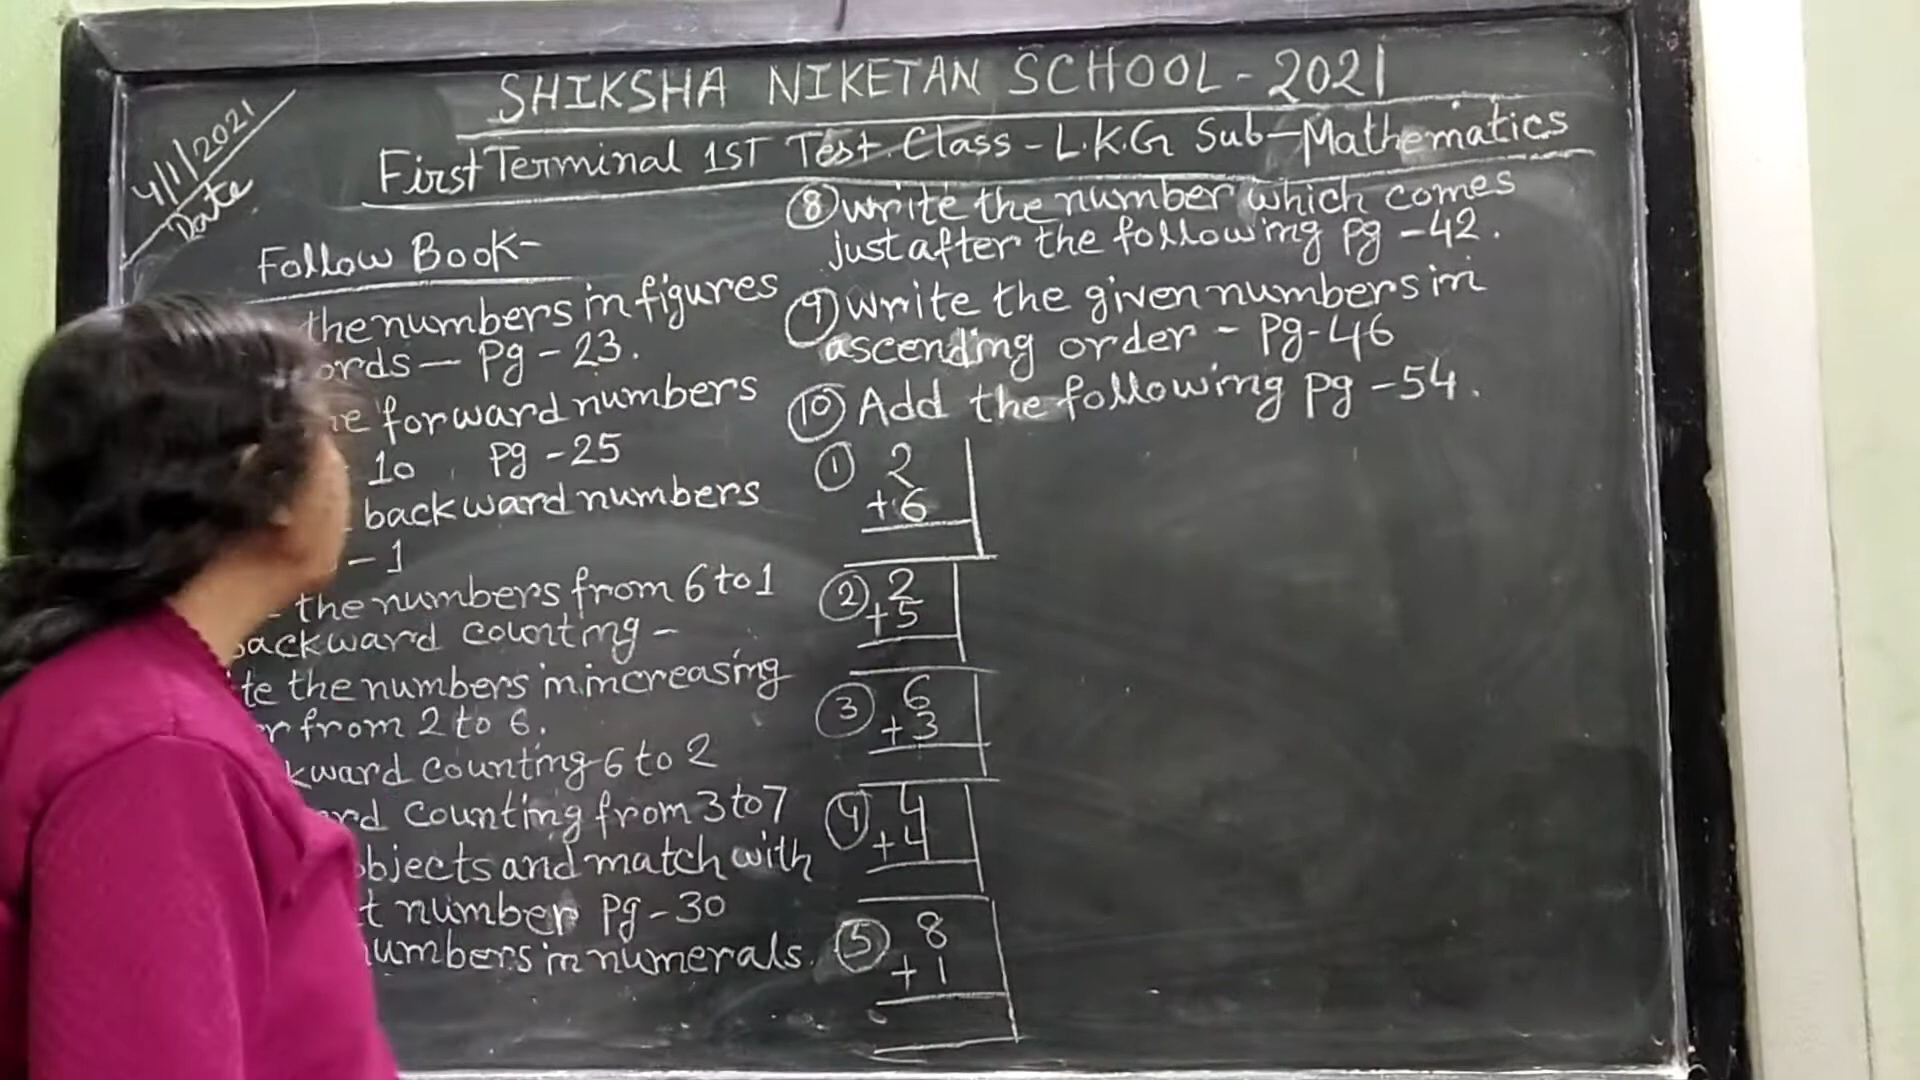 SHIKSHA NIKETAN SCHOOL - 2021
4/1/2021
Date
First Terminal 1ST Test. Class - L.K.G Sub - Mathematics
Follow Book -
the numbers in figures
Pg - 23.
forward numbers
10 Pg - 25
backward numbers
- 1
the numbers from 6 to 1
counting -
the numbers in increasing
from 2 to 6.
counting 6 to 2
counting from 3 to 7
objects and match with
number Pg - 30
numbers in numerals.
⑧ write the number which comes
just after the following Pg - 42.
⑨ write the given numbers in
ascending order - Pg - 46
⑩ Add the following Pg - 54.
① 2
+ 6
② 2
+ 5
③ 6
+ 3
④ 4
+ 4
⑤ 8
+ 1